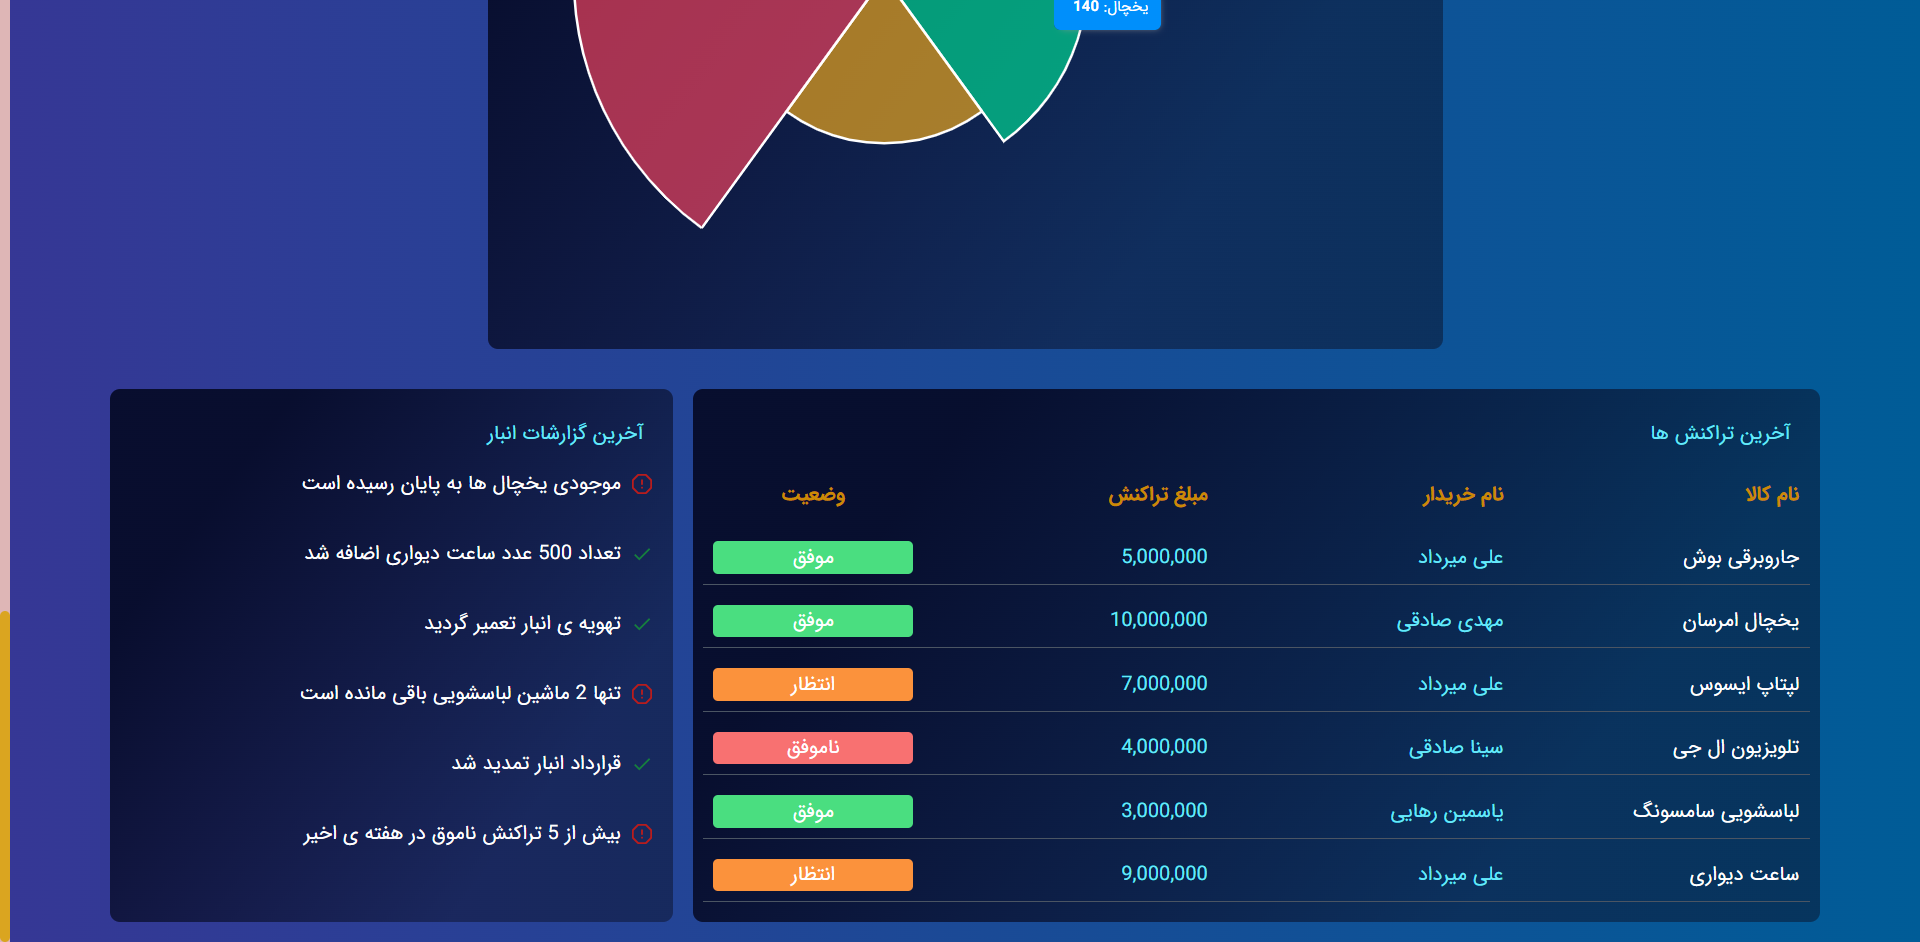 یخچال: 140
آخرین تراکنش ها
نام کالا نام خریدار مبلغ تراکنش وضعیت
جاروبرقی بوش علی میرداد 5,000,000 موفق
یخچال امرسان مهدی صادقی 10,000,000 موفق
لپتاپ ایسوس علی میرداد 7,000,000 انتظار
تلویزیون ال جی سینا صادقی 4,000,000 ناموفق
لباسشویی سامسونگ یاسمین رهایی 3,000,000 موفق
ساعت دیواری علی میرداد 9,000,000 انتظار
آخرین گزارشات انبار
موجودی یخچال ها به پایان رسیده است
تعداد 500 عدد ساعت دیواری اضافه شد
تهویه ی انبار تعمیر گردید
تنها 2 ماشین لباسشویی باقی مانده است
قرارداد انبار تمدید شد
بیش از 5 تراکنش ناموق در هفته ی اخیر